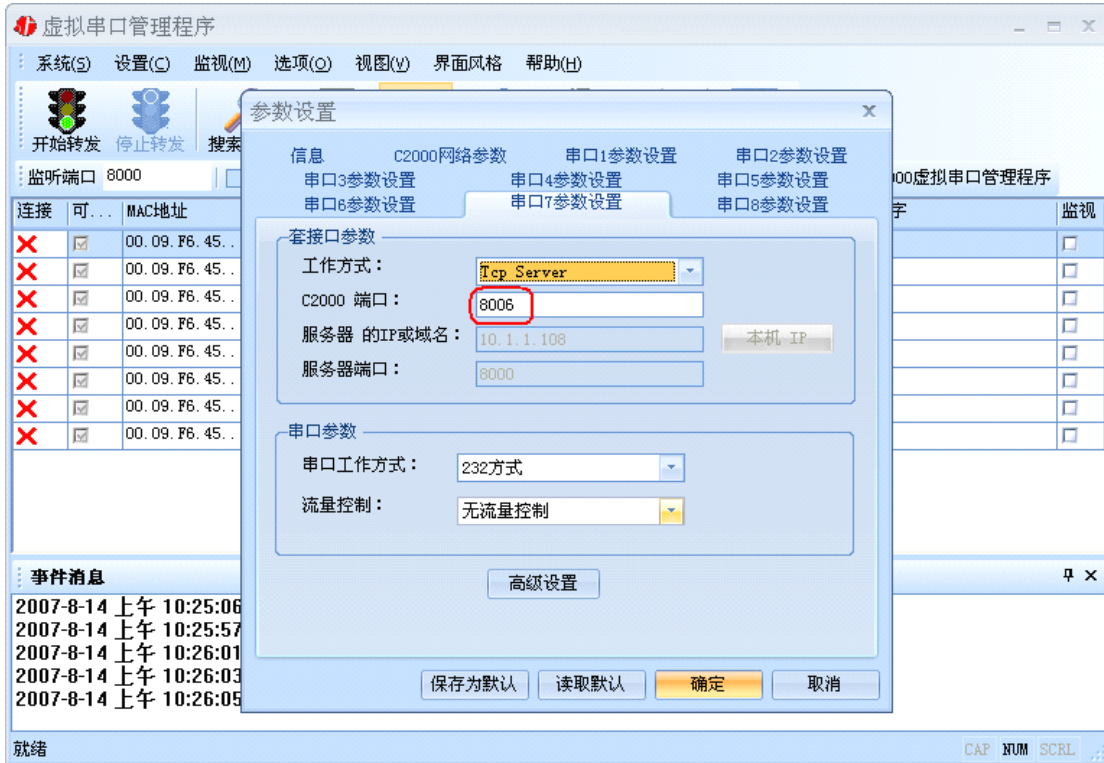 虚拟串口管理程序
系统(S) 设置(C) 监视(M) 选项(O) 视图(V) 界面风格 帮助(H)
开始转发 停止转发 搜索
监听端口 8000 00虚拟串口管理程序
连接 可... MAC地址 字 监视
00.09.F6.45..
00.09.F6.45..
00.09.F6.45..
00.09.F6.45..
00.09.F6.45..
00.09.F6.45..
00.09.F6.45..
00.09.F6.45..
参数设置
信息 C2000网络参数 串口1参数设置 串口2参数设置
串口3参数设置 串口4参数设置 串口5参数设置
串口6参数设置 串口7参数设置 串口8参数设置
套接口参数
工作方式： Tcp Server
C2000 端口： 8006
服务器 的IP或域名： 10.1.1.108 本机 IP
服务器端口： 8000
串口参数
串口工作方式： 232方式
流量控制： 无流量控制
高级设置
保存为默认 读取默认 确定 取消
事件消息
2007-8-14 上午 10:25:06
2007-8-14 上午 10:25:57
2007-8-14 上午 10:26:01
2007-8-14 上午 10:26:03
2007-8-14 上午 10:26:05
就绪 CAP NUM SCRL